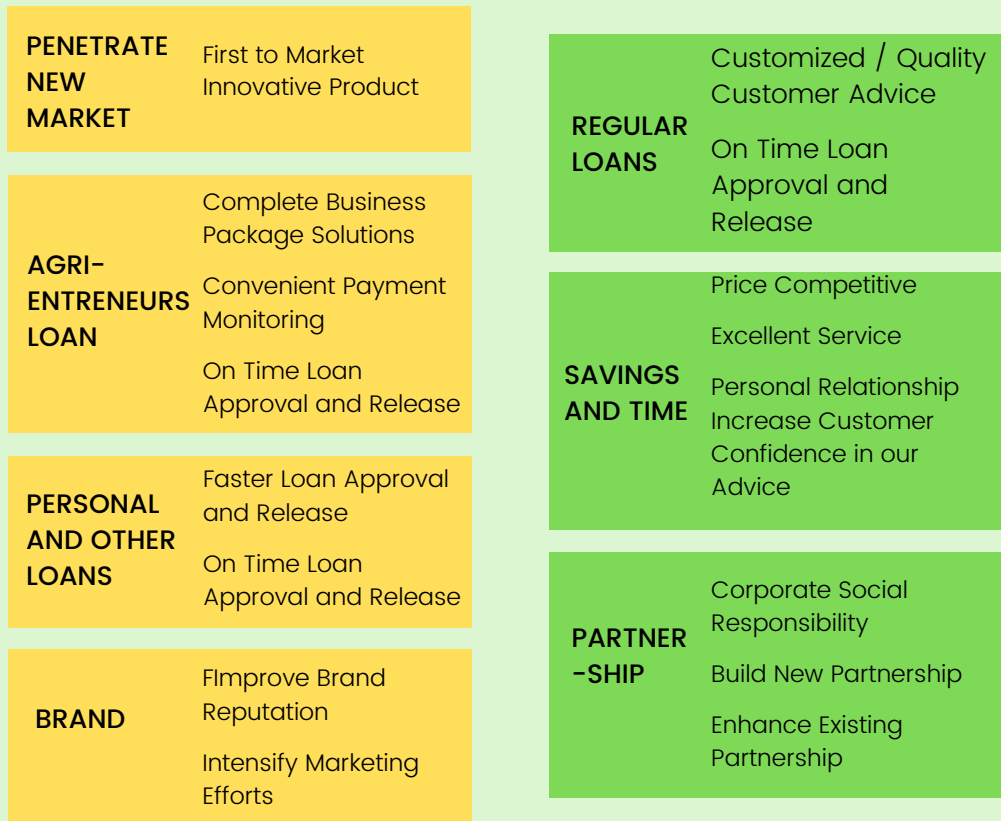 PENETRATE
NEW
MARKET
First to Market
Innovative Product
AGRI-
ENTRENEURS
LOAN
Complete Business
Package Solutions
Convenient Payment
Monitoring
On Time Loan
Approval and Release
PERSONAL
AND OTHER
LOANS
Faster Loan Approval
and Release
On Time Loan
Approval and Release
BRAND
FImprove Brand
Reputation
Intensify Marketing
Efforts
REGULAR
LOANS
Customized / Quality
Customer Advice
On Time Loan
Approval and
Release
SAVINGS
AND TIME
Price Competitive
Excellent Service
Personal Relationship
Increase Customer
Confidence in our
Advice
PARTNER
-SHIP
Corporate Social
Responsibility
Build New Partnership
Enhance Existing
Partnership